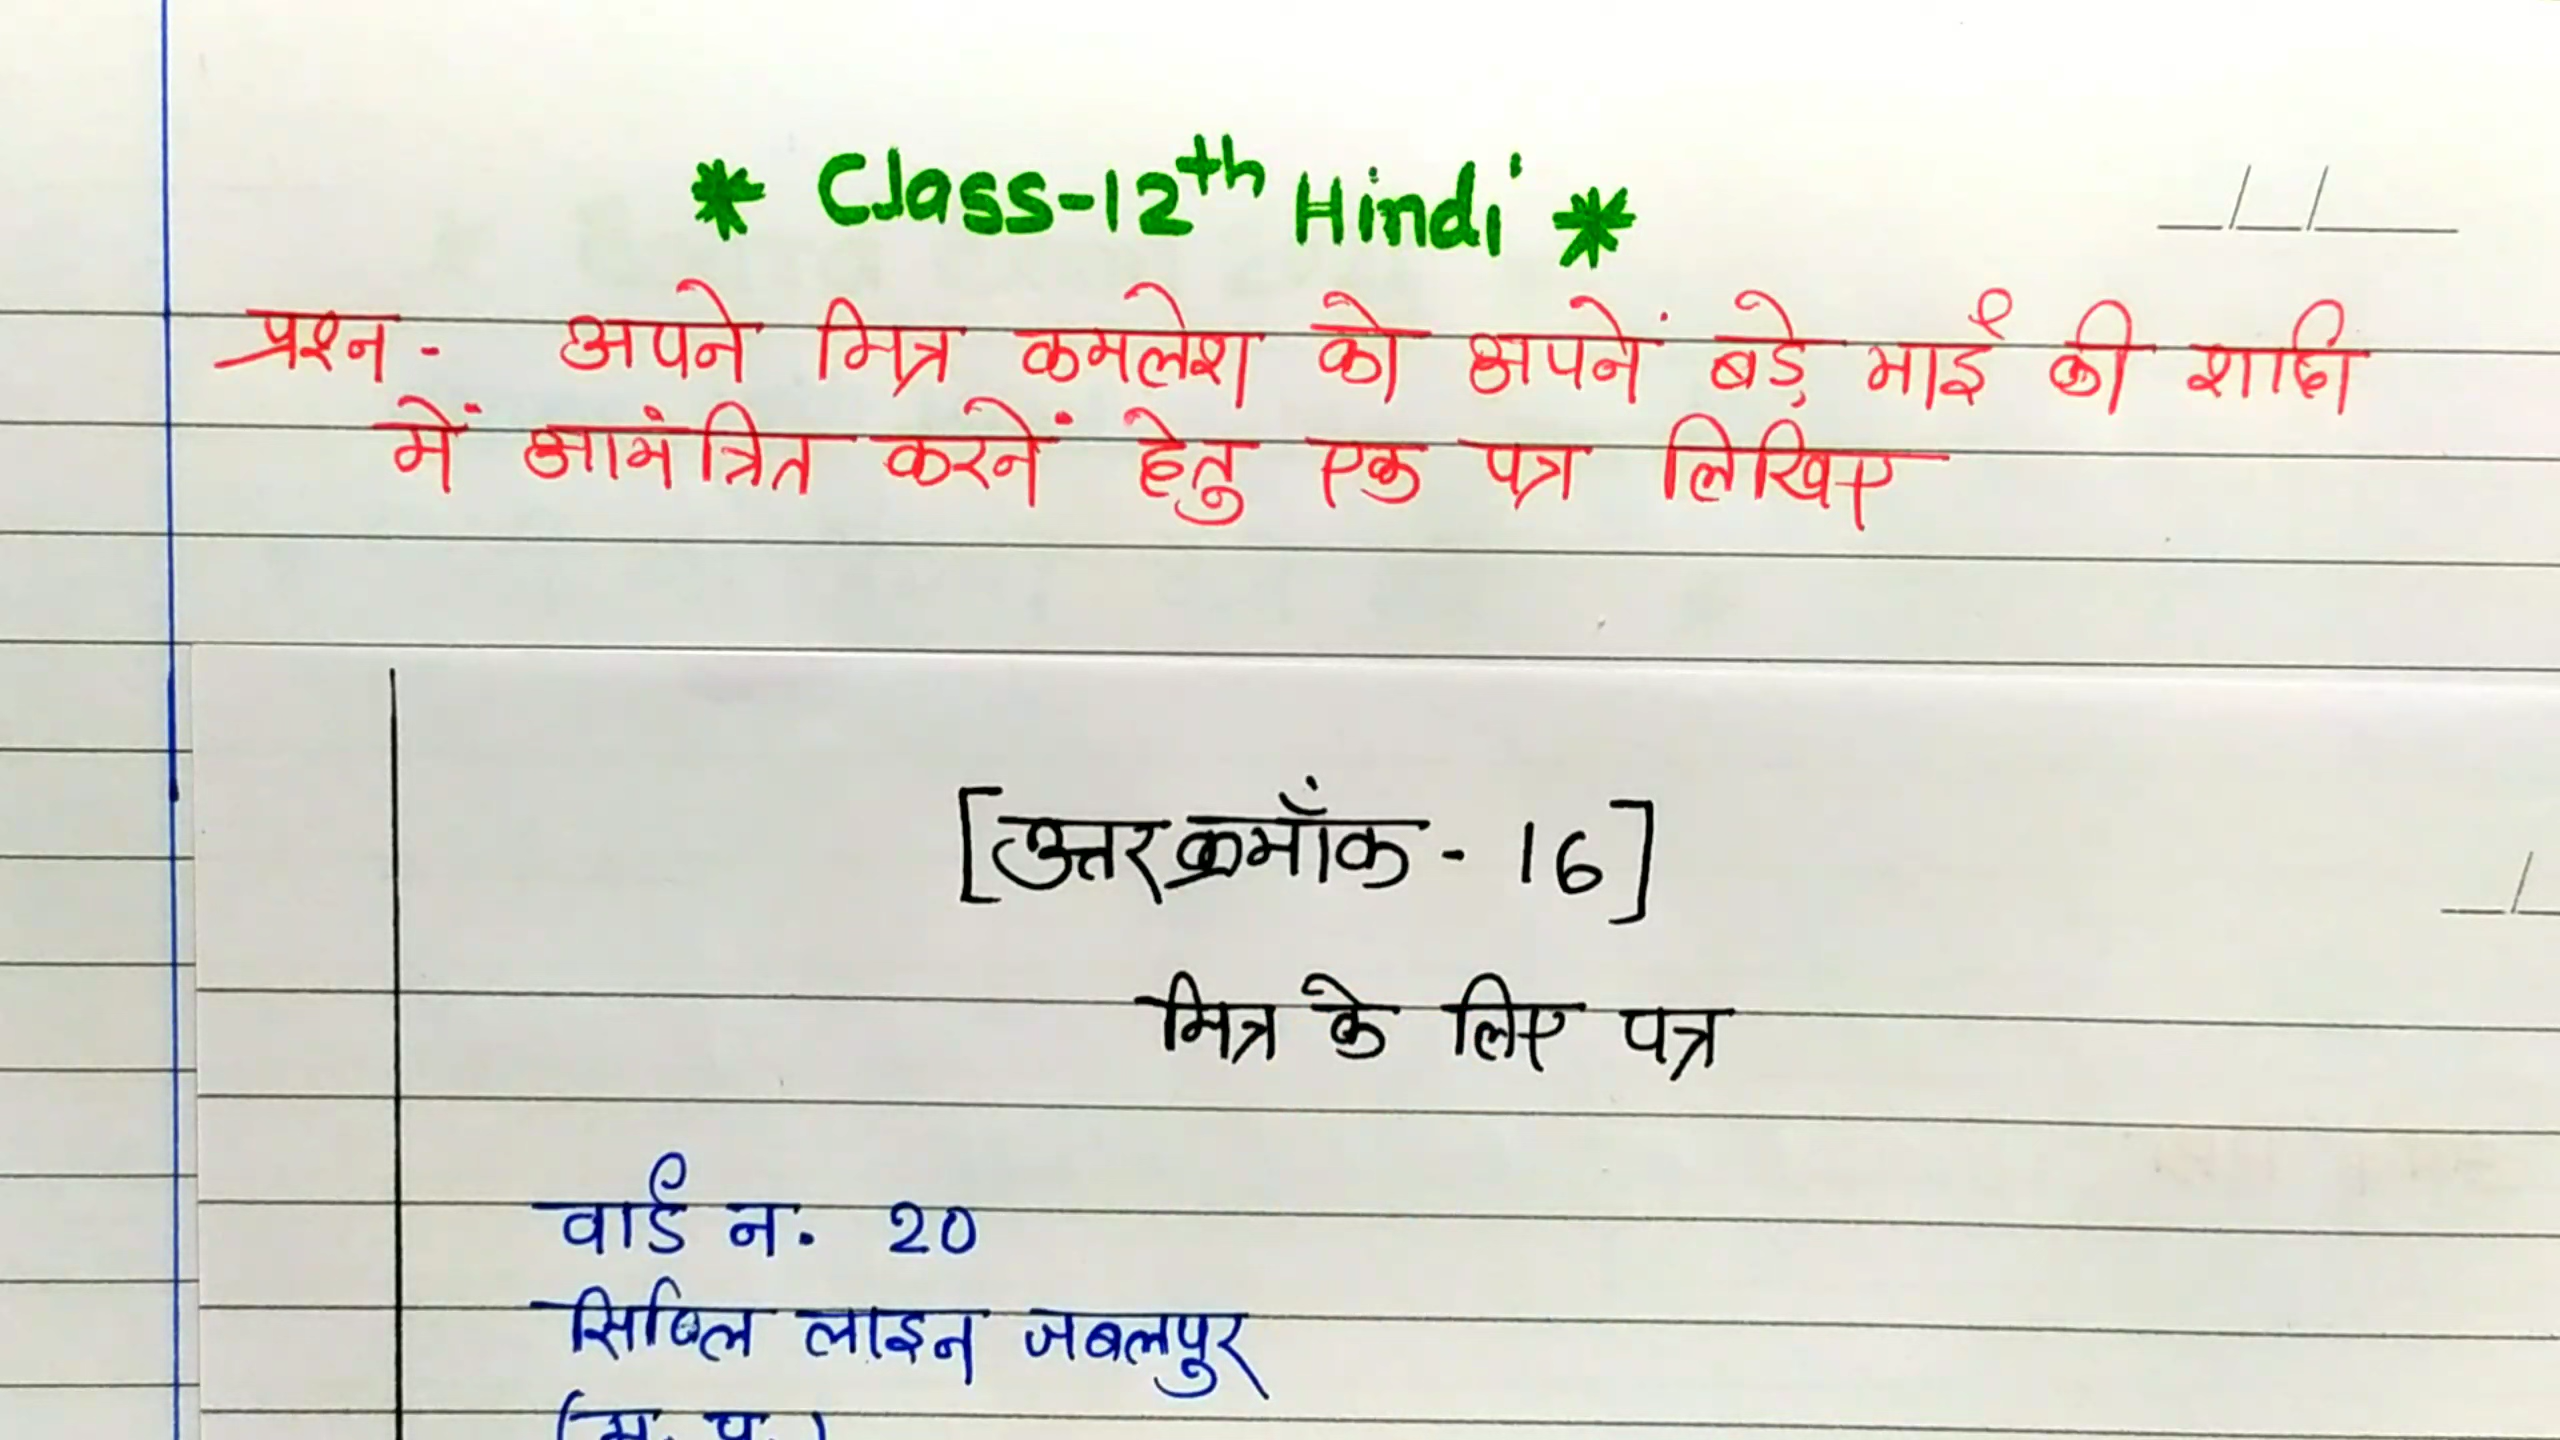 * Class-12th Hindi *
प्रश्न - अपने मित्र कमलेश को अपनें बड़े भाई की शादि
में आमंत्रित करनें हेतु एक पत्र लिखिए
[उत्तर क्रमाँक - 16]
मित्र के लिए पत्र
वार्ड न. 20
सिविल लाइन जबलपुर
(म. प्र.)